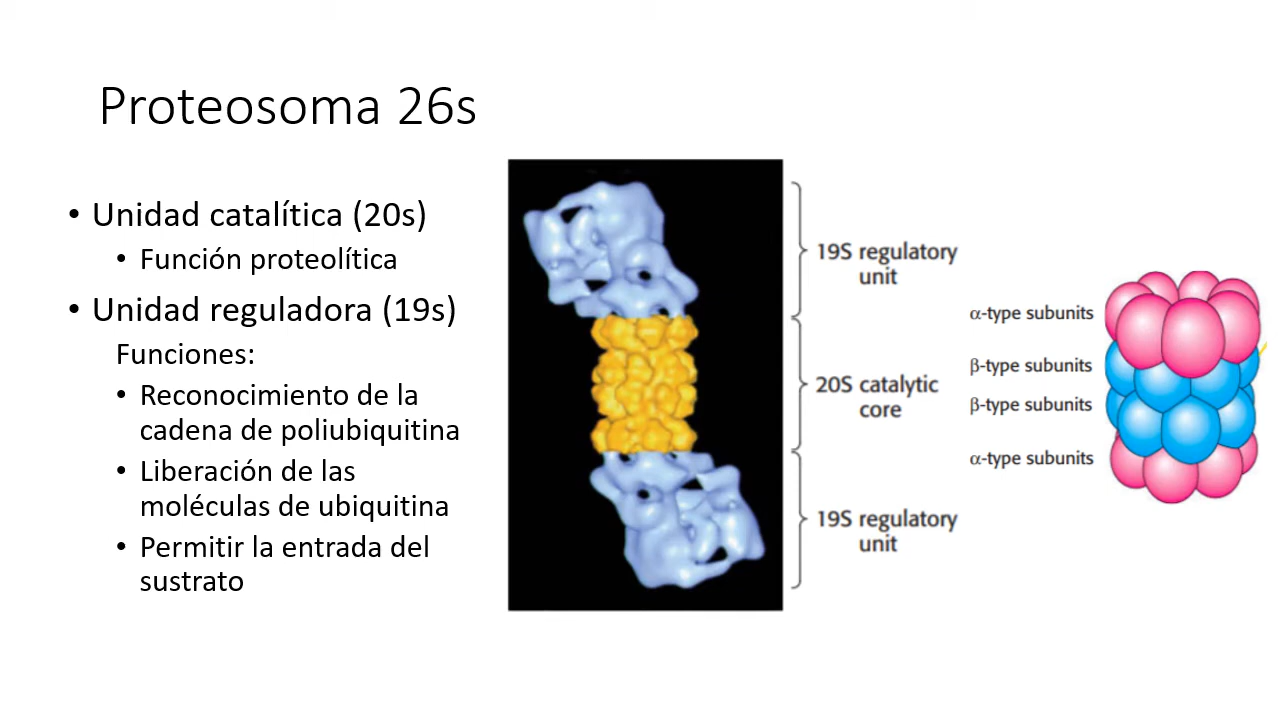 Proteosoma 26s
• Unidad catalítica (20s)
• Función proteolítica
• Unidad reguladora (19s)
Funciones:
• Reconocimiento de la
cadena de poliubiquitina
• Liberación de las
moléculas de ubiquitina
• Permitir la entrada del
sustrato
19S regulatory
unit
20S catalytic
core
19S regulatory
unit
α-type subunits
β-type subunits
β-type subunits
α-type subunits